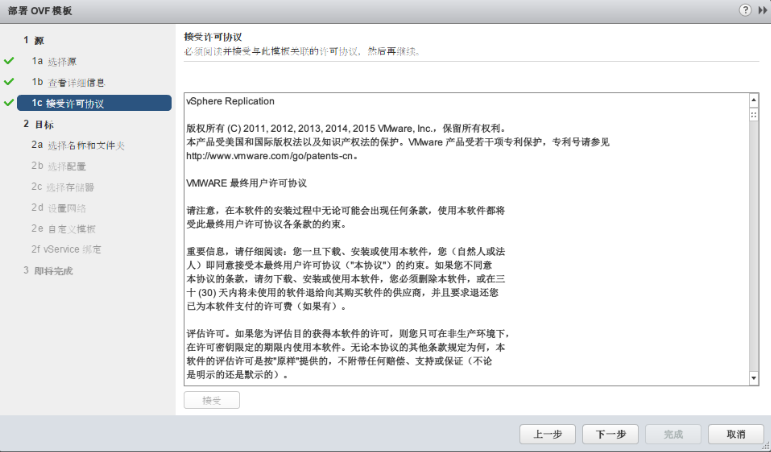 部署 OVF 模板
1 源
1a 选择源
1b 查看详细信息
1c 接受许可协议
2 目标
2a 选择名称和文件夹
2b 选择配置
2c 选择存储器
2d 设置网络
2e 自定义模板
2f vService 绑定
3 即将完成
接受许可协议
必须阅读并接受与此模板关联的许可协议，然后再继续。
vSphere Replication
版权所有 (C) 2011, 2012, 2013, 2014, 2015 VMware, Inc.，保留所有权利。
本产品受美国和国际版权法以及知识产权法的保护。VMware 产品受若干项专利保护，专利号请参见
http://www.vmware.com/go/patents-cn。
VMWARE 最终用户许可协议
请注意，在本软件的安装过程中无论可能会出现任何条款，使用本软件都将
受此最终用户许可协议各条款的约束。
重要信息，请仔细阅读：您一旦下载、安装或使用本软件，您（自然人或法
人）即同意接受本最终用户许可协议（"本协议"）的约束。如果您不同意
本协议的条款，请勿下载、安装或使用本软件，您必须删除本软件，或在三
十 (30) 天内将未使用的软件退给向其购买软件的供应商，并且要求退还您
已为本软件支付的许可费（如果有）。
评估许可。如果您为评估目的获得本软件的许可，则您只可在非生产环境下，
在许可密钥限定的期限内使用本软件。无论本协议的其他条款规定为何，本
软件的评估许可是按"原样"提供的，不附带任何赔偿、支持或保证（不论
是明示的还是默示的）。
接受
上一步 下一步 完成 取消